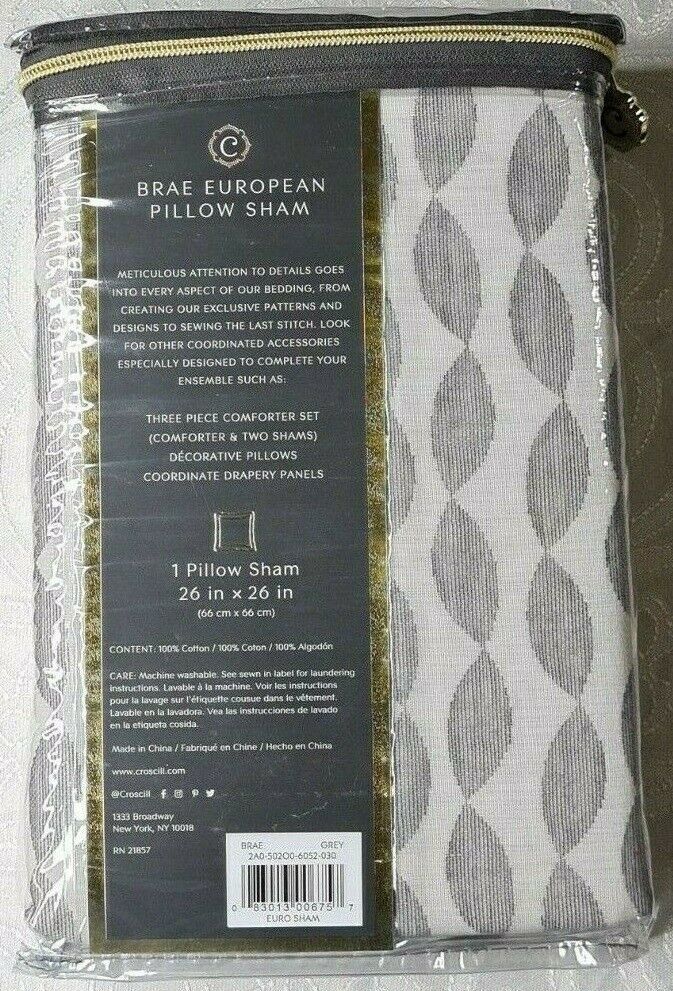 C
BRAE EUROPEAN
PILLOW SHAM
METICULOUS ATTENTION TO DETAILS GOES
INTO EVERY ASPECT OF OUR BEDDING, FROM
CREATING OUR EXCLUSIVE PATTERNS AND
DESIGNS TO SEWING THE LAST STITCH. LOOK
FOR OTHER COORDINATED ACCESSORIES
ESPECIALLY DESIGNED TO COMPLETE YOUR
ENSEMBLE SUCH AS:
THREE PIECE COMFORTER SET
(COMFORTER & TWO SHAMS)
DÉCORATIVE PILLOWS
COORDINATE DRAPERY PANELS
1 Pillow Sham
26 in × 26 in
(66 cm x 66 cm)
CONTENT: 100% Cotton / 100% Coton / 100% Algodón
CARE: Machine washable. See sewn in label for laundering
instructions. Lavable à la machine. Voir les instructions
pour la lavage sur l'étiquette cousue dans le vêtement.
Lavable en la lavadora. Vea las instrucciones de lavado
en la etiqueta cosida.
Made in China / Fabriqué en Chine / Hecho en China
www.croscill.com
@Croscill
1333 Broadway
New York, NY 10018
RN 21857
BRAE GREY
2A0-502O0-6052-030
0 83013 00675 7
EURO SHAM
C